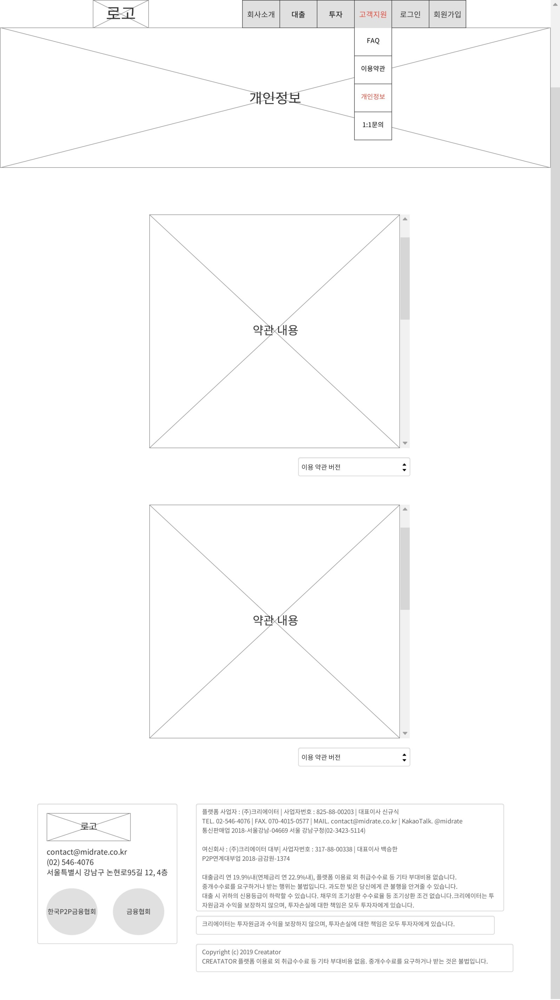 로고
회사소개 대출 투자 고객지원 로그인 회원가입
FAQ
이용약관
개인정보
개인정보
1:1문의
약관 내용
이용 약관 버전
약관 내용
이용 약관 버전
로고
contact@midrate.co.kr
(02) 546-4076
서울특별시 강남구 논현로95길 12, 4층
한국P2P금융협회
금융협회
플랫폼 사업자 : (주)크리에이터 | 사업자번호 : 825-88-00203 | 대표이사 신규식
TEL. 02-546-4076 | FAX. 070-4015-0577 | MAIL. contact@midrate.co.kr | KakaoTalk. @midrate
통신판매업 2018-서울강남-04669 서울 강남구청(02-3423-5114)
여신회사 : (주)크리에이터 대부| 사업자번호 : 317-88-00338 | 대표이사 백승한
P2P연계대부업 2018-금감원-1374
대출금리 연 19.9%내(연체금리 연 22.9%내), 플랫폼 이용료 외 취급수수료 등 기타 부대비용 없습니다.
중개수수료를 요구하거나 받는 행위는 불법입니다. 과도한 빚은 당신에게 큰 불행을 안겨줄 수 있습니다.
대출 시 귀하의 신용등급이 하락할 수 있습니다. 채무의 조기상환 수수료율 등 조기상환 조건 없습니다.크리에이터는 투
자원금과 수익을 보장하지 않으며, 투자손실에 대한 책임은 모두 투자자에게 있습니다.
크리에이터는 투자원금과 수익을 보장하지 않으며, 투자손실에 대한 책임은 모두 투자자에게 있습니다.
Copyright (c) 2019 Creatator
CREATATOR 플랫폼 이용료 외 취급수수료 등 기타 부대비용 없음. 중개수수료를 요구하거나 받는 것은 불법입니다.